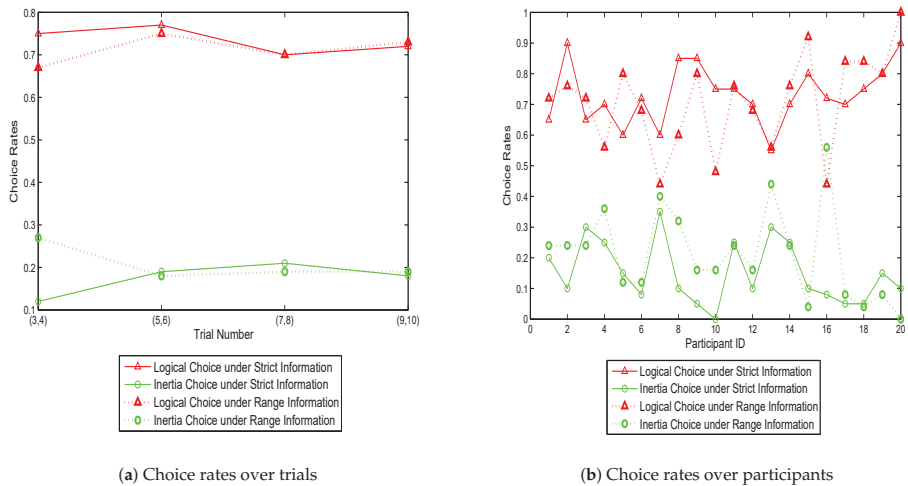 0.8
0.7
0.6
0.5
0.4
0.3
0.2
0.1
Choice Rates
(3,4) (5,6) (7,8) (9,10)
Trial Number
Logical Choice under Strict Information
Inertia Choice under Strict Information
Logical Choice under Range Information
Inertia Choice under Range Information
(a) Choice rates over trials
1
0.9
0.8
0.7
0.6
0.5
0.4
0.3
0.2
0.1
0
Choice Rates
0 2 4 6 8 10 12 14 16 18 20
Participant ID
Logical Choice under Strict Information
Inertia Choice under Strict Information
Logical Choice under Range Information
Inertia Choice under Range Information
(b) Choice rates over participants